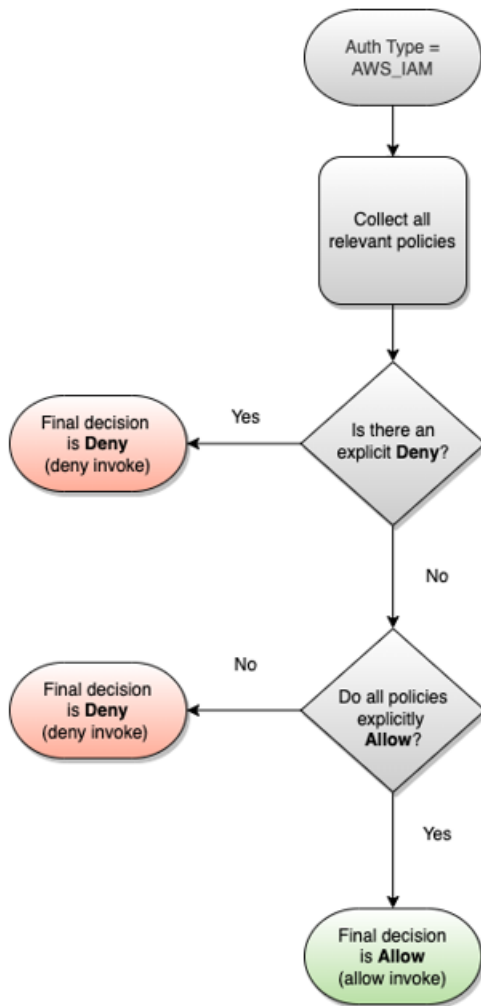 Auth Type =
AWS_IAM
Collect all
relevant policies
Is there an
explicit Deny?
Yes
Final decision
is Deny
(deny invoke)
No
Do all policies
explicitly
Allow?
No
Final decision
is Deny
(deny invoke)
Yes
Final decision
is Allow
(allow invoke)